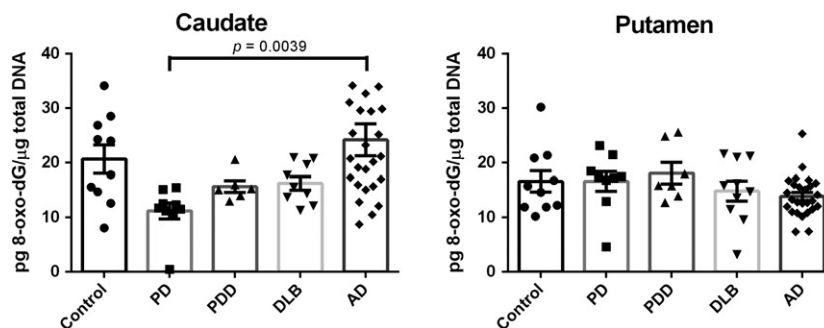 Caudate
pg 8-oxo-dG/µg total DNA
40
30
20
10
0
p = 0.0039
Control
PD
PDD
DLB
AD
Putamen
pg 8-oxo-dG/µg total DNA
40
30
20
10
0
Control
PD
PDD
DLB
AD